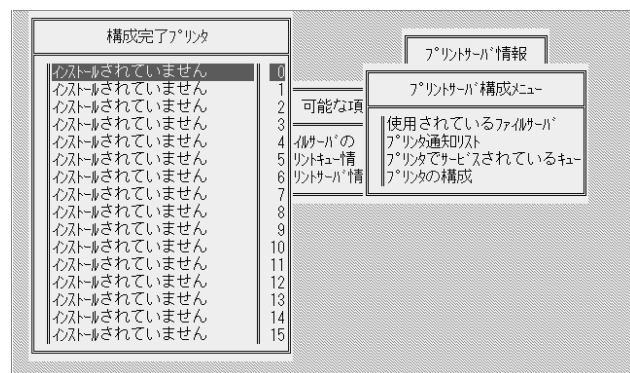 構成完了プリンタ
インストールされていません 0
インストールされていません 1
インストールされていません 2
インストールされていません 3
インストールされていません 4
インストールされていません 5
インストールされていません 6
インストールされていません 7
インストールされていません 8
インストールされていません 9
インストールされていません 10
インストールされていません 11
インストールされていません 12
インストールされていません 13
インストールされていません 14
インストールされていません 15
可能な項
イルサーバの
リントキュー情
リントサーバ情
プリントサーバ情報
プリントサーバ構成メニュー
使用されているファイルサーバ
プリンタ通知リスト
プリンタでサービスされているキュー
プリンタの構成